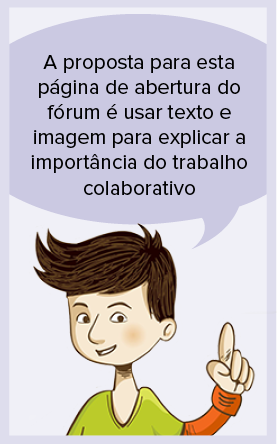 A proposta para esta
página de abertura do
fórum é usar texto e
imagem para explicar a
importância do trabalho
colaborativo